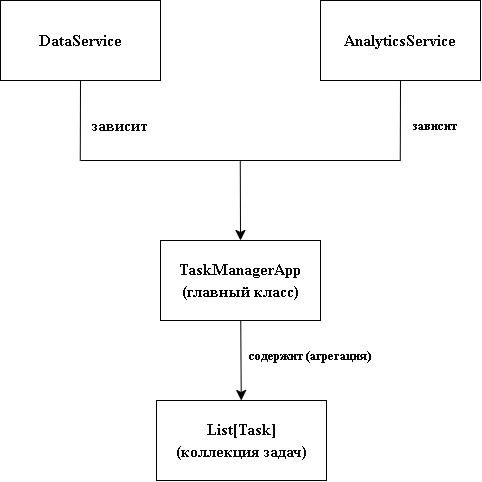 DataService
AnalyticsService
зависит
зависит
TaskManagerApp
(главный класс)
содержит (агрегация)
List[Task]
(коллекция задач)